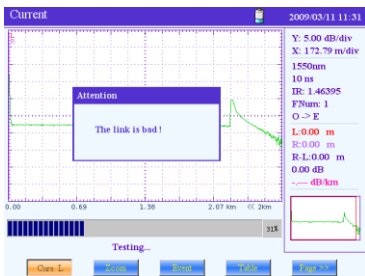 Current
2009/03/11 11:31
Y: 5.00 dB/div
X: 172.79 m/div
1550nm
10 ns
IR: 1.46395
FNum: 1
O -> E
L:0.00 m
R:0.00 m
R-L:0.00 m
0.00 dB
-.--- dB/km
Attention
The link is bad !
0.00 0.69 1.38 2.07 km << 2km
31%
Testing...
Curs. L Zoom Event Table Page >>